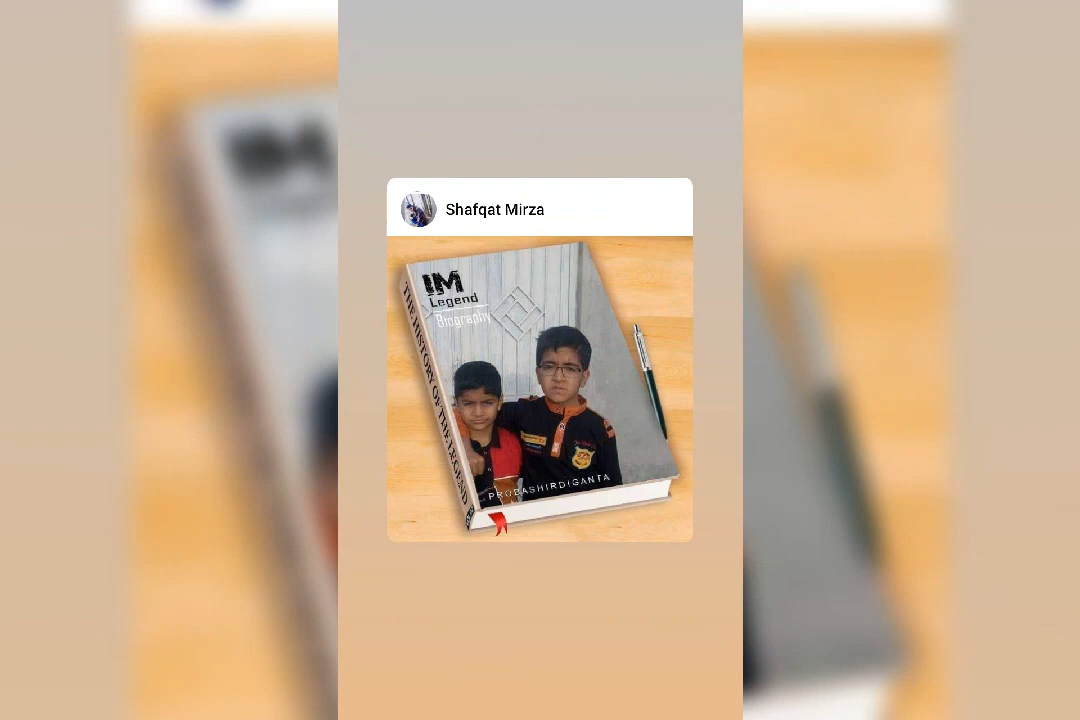 Shafqat Mirza
IM
Legend
Biography
THE HISTORY OF THE LEGEND
PROBASHIRDIGANTA